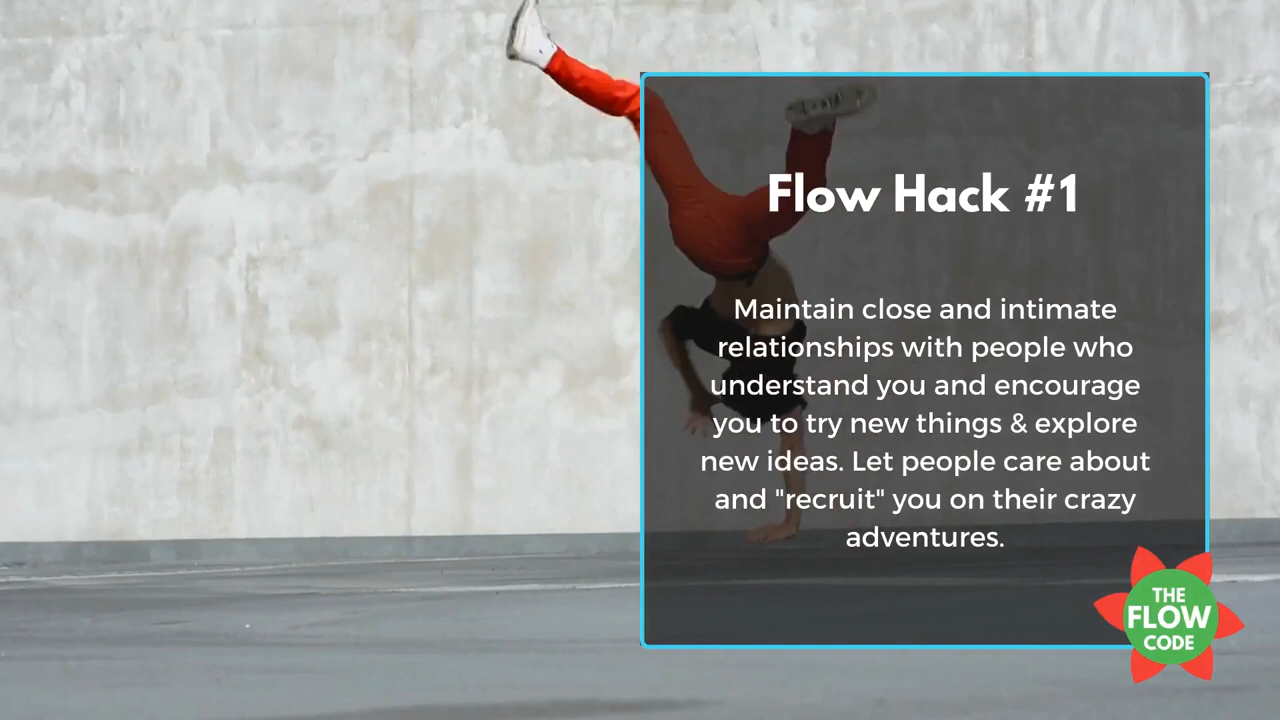 Flow Hack #1
Maintain close and intimate
relationships with people who
understand you and encourage
you to try new things & explore
new ideas. Let people care about
and "recruit" you on their crazy
adventures.
THE
FLOW
CODE